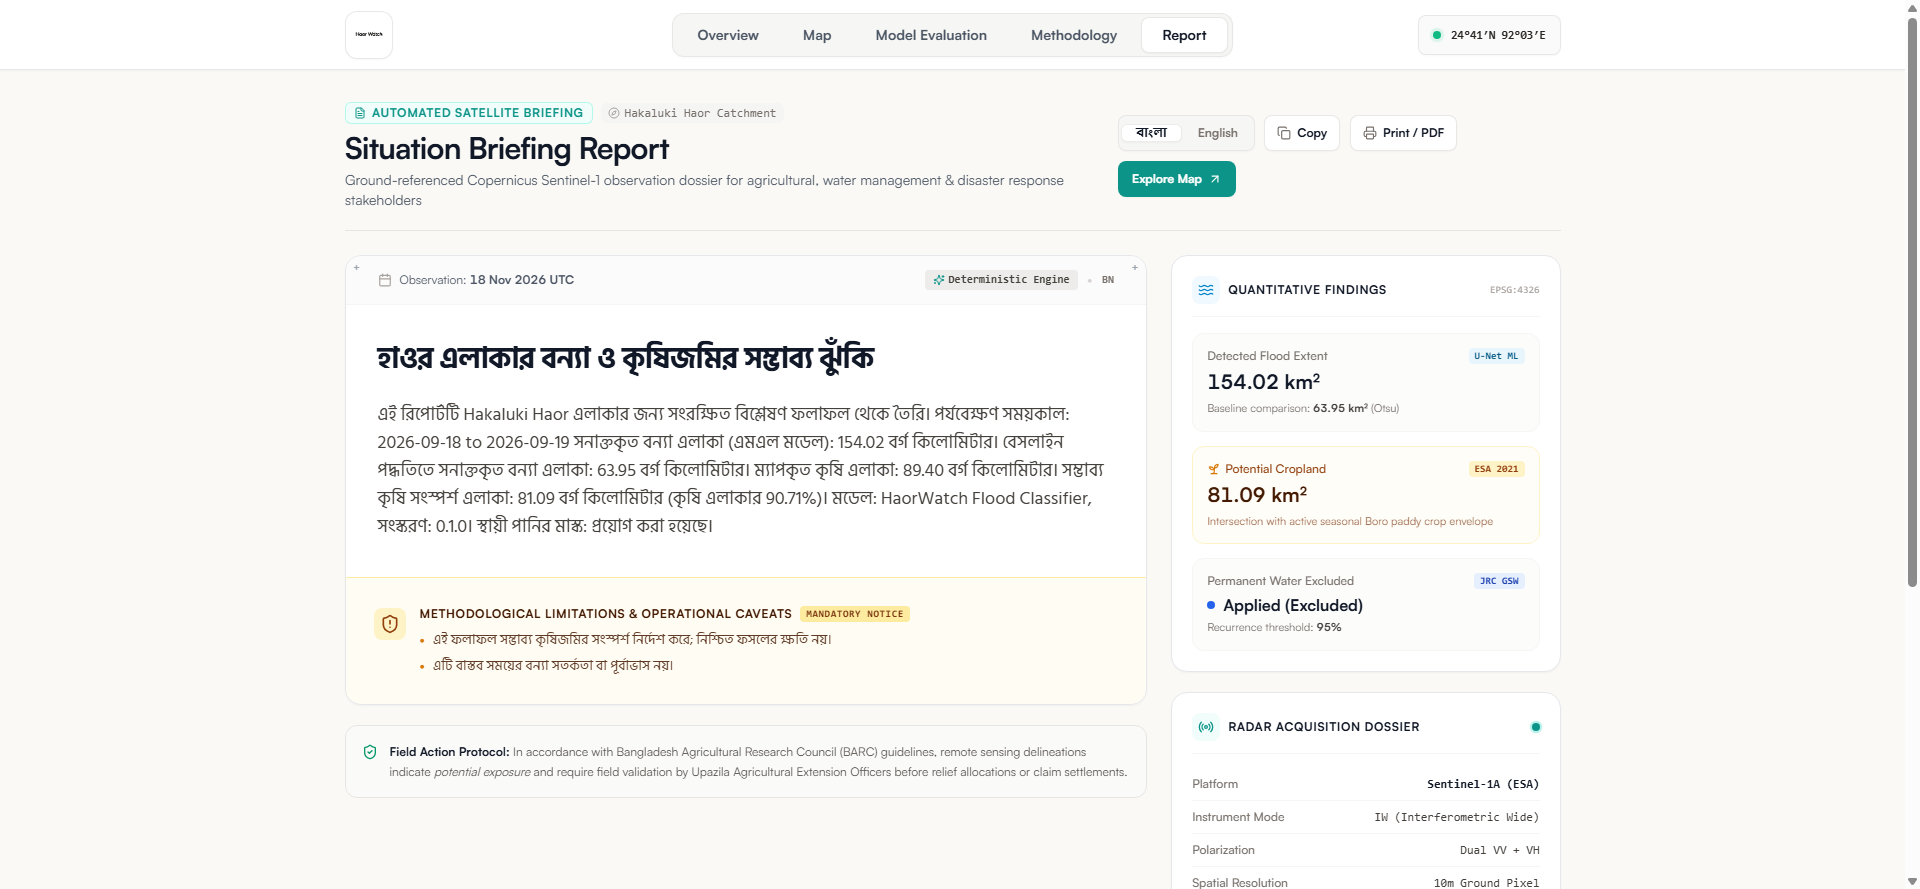 Haor Watch
Overview
Map
Model Evaluation
Methodology
Report
24°41′N 92°03′E
AUTOMATED SATELLITE BRIEFING
Hakaluki Haor Catchment
Situation Briefing Report
Ground-referenced Copernicus Sentinel-1 observation dossier for agricultural, water management & disaster response
stakeholders
বাংলা
English
Copy
Print / PDF
Explore Map
Observation: 18 Nov 2026 UTC
Deterministic Engine
BN
হাওর এলাকার বন্যা ও কৃষিজমির সম্ভাব্য ঝুঁকি
এই রিপোর্টটি Hakaluki Haor এলাকার জন্য সংরক্ষিত বিশ্লেষণ ফলাফল থেকে তৈরি। পর্যবেক্ষণ সময়কাল:
2026-09-18 to 2026-09-19 সনাক্তকৃত বন্যা এলাকা (এমএল মডেল): 154.02 বর্গ কিলোমিটার। বেসলাইন
পদ্ধতিতে সনাক্তকৃত বন্যা এলাকা: 63.95 বর্গ কিলোমিটার। ম্যাপকৃত কৃষি এলাকা: 89.40 বর্গ কিলোমিটার। সম্ভাব্য
কৃষি সংস্পর্শ এলাকা: 81.09 বর্গ কিলোমিটার (কৃষি এলাকার 90.71%)। মডেল: HaorWatch Flood Classifier,
সংস্করণ: 0.1.0। স্থায়ী পানির মাস্ক: প্রয়োগ করা হয়েছে।
METHODOLOGICAL LIMITATIONS & OPERATIONAL CAVEATS
MANDATORY NOTICE
• এই ফলাফল সম্ভাব্য কৃষিজমির সংস্পর্শ নির্দেশ করে; নিশ্চিত ফসলের ক্ষতি নয়।
• এটি বাস্তব সময়ের বন্যা সতর্কতা বা পূর্বাভাস নয়।
Field Action Protocol: In accordance with Bangladesh Agricultural Research Council (BARC) guidelines, remote sensing delineations
indicate potential exposure and require field validation by Upazila Agricultural Extension Officers before relief allocations or claim settlements.
QUANTITATIVE FINDINGS
EPSG:4326
Detected Flood Extent
U-Net ML
154.02 km²
Baseline comparison: 63.95 km² (Otsu)
Potential Cropland
ESA 2021
81.09 km²
Intersection with active seasonal Boro paddy crop envelope
Permanent Water Excluded
JRC GSW
Applied (Excluded)
Recurrence threshold: 95%
RADAR ACQUISITION DOSSIER
Platform
Sentinel-1A (ESA)
Instrument Mode
IW (Interferometric Wide)
Polarization
Dual VV + VH
Spatial Resolution
10m Ground Pixel